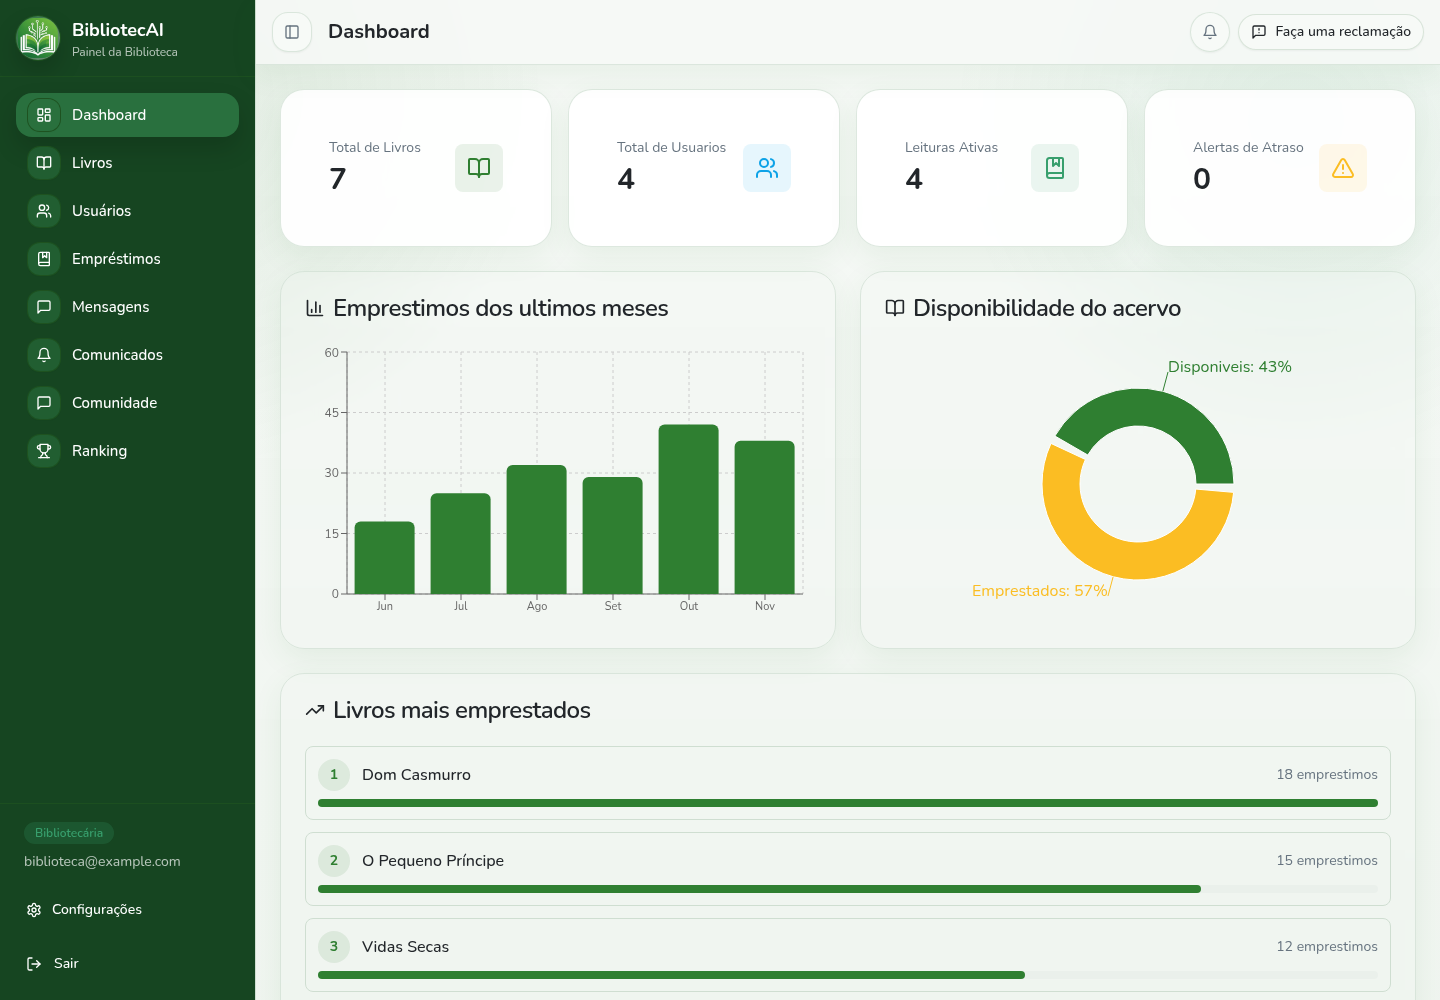 BibliotecAI
Painel da Biblioteca
Dashboard
Livros
Usuários
Empréstimos
Mensagens
Comunicados
Comunidade
Ranking
Bibliotecária
biblioteca@example.com
Configurações
Sair
Dashboard
Faça uma reclamação
Total de Livros
7
Total de Usuarios
4
Leituras Ativas
4
Alertas de Atraso
0
Emprestimos dos ultimos meses
60
45
30
15
0
Jun Jul Ago Set Out Nov
Disponibilidade do acervo
Disponiveis: 43%
Emprestados: 57%
Livros mais emprestados
1 Dom Casmurro 18 emprestimos
2 O Pequeno Príncipe 15 emprestimos
3 Vidas Secas 12 emprestimos